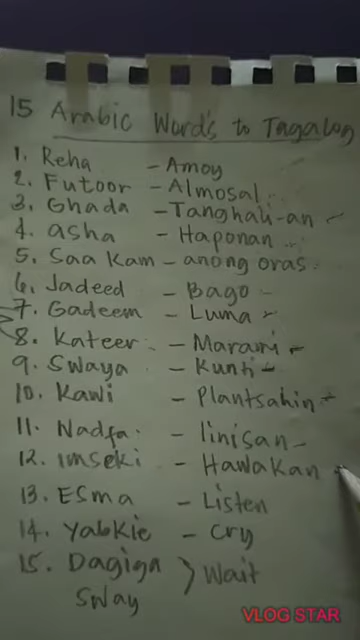 15 Arabic Word's to Tagalog
1. Reha - Amoy
2. Futoor - Almosal
3. Ghada - Tanghali-an
4. asha - Haponan
5. Saa Kam - anong oras
6. Jadeed - Bago
7. Gadeem - Luma
8. Kateer - Marami
9. Swaya - Kunti
10. Kawi - Plantsahin
11. Nadfa - linisan
12. imseki - Hawakan
13. Esma - Listen
14. Yabkie - Cry
15. Dagiga } Wait
Sway
VLOG STAR